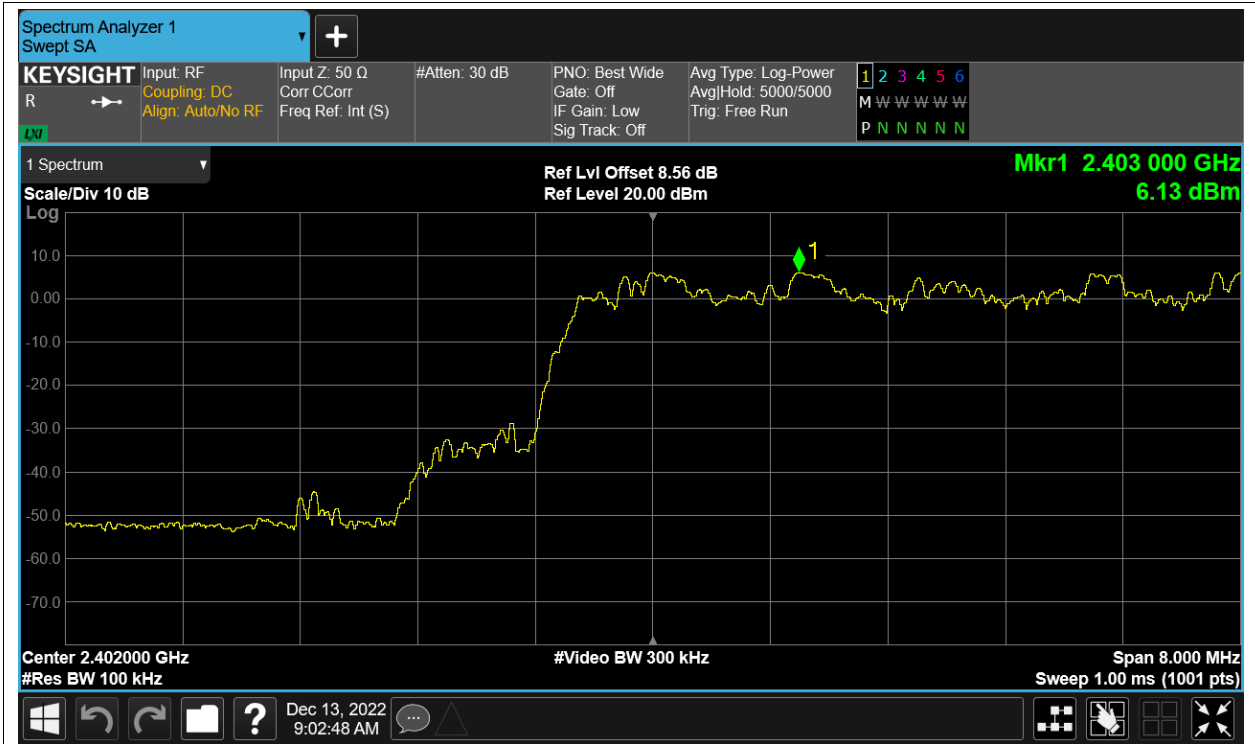 Spectrum Analyzer 1
Swept SA
KEYSIGHT
R
LXI
Input: RF
Coupling: DC
Align: Auto/No RF
Input Z: 50 Ω
Corr CCorr
Freq Ref: Int (S)
#Atten: 30 dB
PNO: Best Wide
Gate: Off
IF Gain: Low
Sig Track: Off
Avg Type: Log-Power
Avg|Hold: 5000/5000
Trig: Free Run
1 2 3 4 5 6
M W W W W W
P N N N N N
1 Spectrum
Scale/Div 10 dB
Log
Ref Lvl Offset 8.56 dB
Ref Level 20.00 dBm
Mkr1 2.403 000 GHz
6.13 dBm
1
10.0
0.00
-10.0
-20.0
-30.0
-40.0
-50.0
-60.0
-70.0
Center 2.402000 GHz
#Res BW 100 kHz
#Video BW 300 kHz
Span 8.000 MHz
Sweep 1.00 ms (1001 pts)
?
Dec 13, 2022
9:02:48 AM